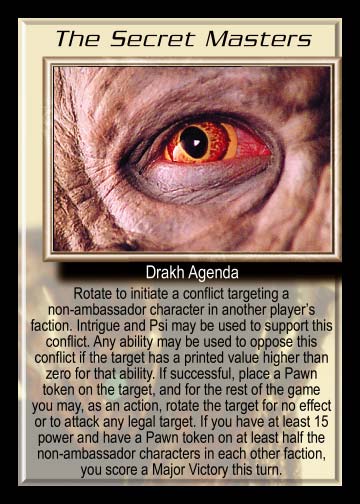 The Secret Masters
Drakh Agenda
Rotate to initiate a conflict targeting a
non-ambassador character in another player's
faction. Intrigue and Psi may be used to support this
conflict. Any ability may be used to oppose this
conflict if the target has a printed value higher than
zero for that ability. If successful, place a Pawn
token on the target, and for the rest of the game
you may, as an action, rotate the target for no effect
or to attack any legal target. If you have at least 15
power and have a Pawn token on at least half the
non-ambassador characters in each other faction,
you score a Major Victory this turn.